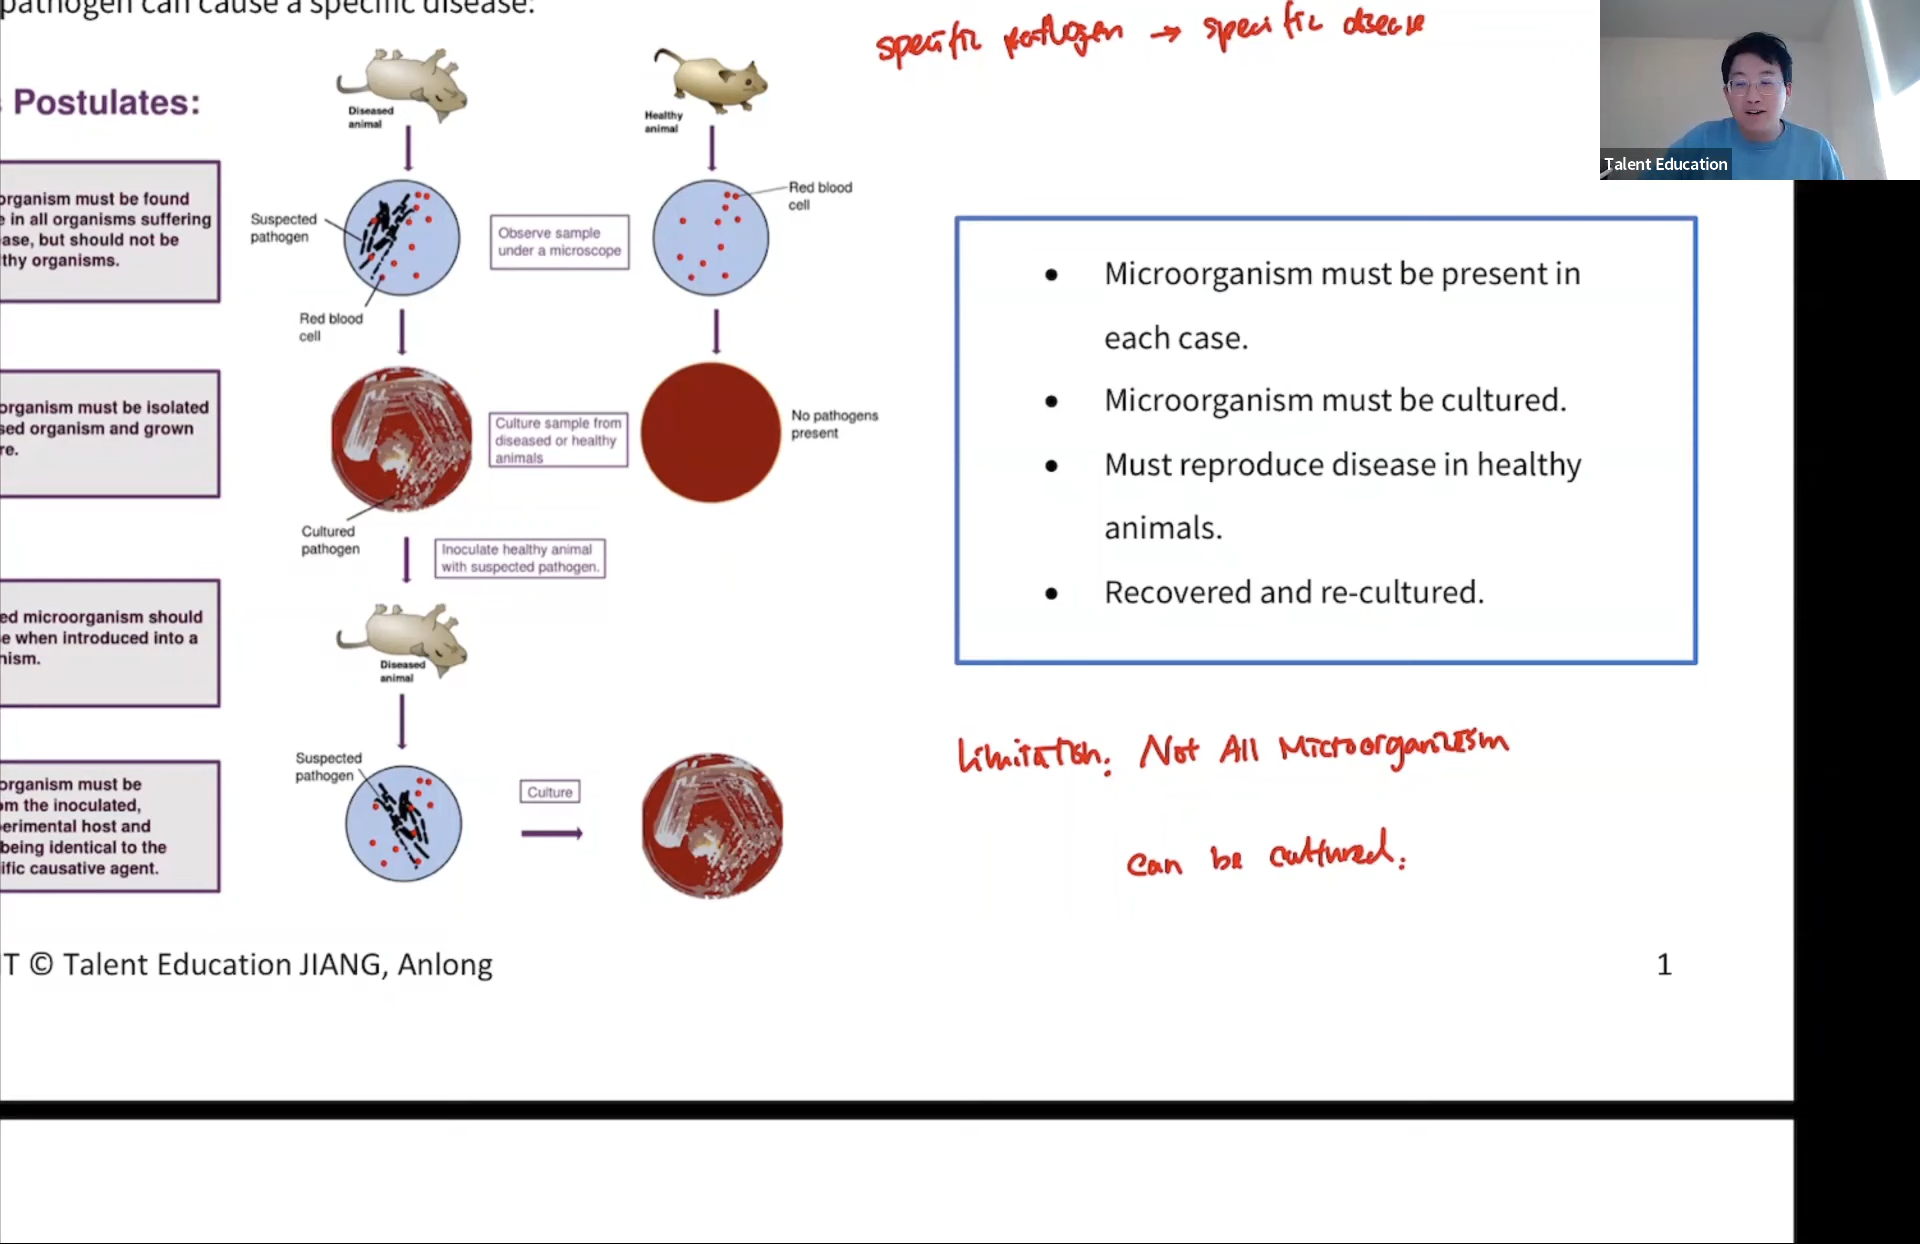 pathogen can cause a specific disease.
specific pathogen → specific disease
Postulates:
Talent Education
Diseased
animal
Healthy
animal
organism must be found
e in all organisms suffering
ase, but should not be
thy organisms.
Suspected
pathogen
Observe sample
under a microscope
Red blood
cell
Red blood
cell
organism must be isolated
sed organism and grown
re.
Culture sample from
diseased or healthy
animals
No pathogens
present
Cultured
pathogen
Inoculate healthy animal
with suspected pathogen.
ed microorganism should
e when introduced into a
nism.
Diseased
animal
Suspected
pathogen
organism must be
om the inoculated,
erimental host and
being identical to the
ific causative agent.
Culture
• Microorganism must be present in
each case.
• Microorganism must be cultured.
• Must reproduce disease in healthy
animals.
• Recovered and re-cultured.
Limitation: Not All Microorganism
can be cultured.
T © Talent Education JIANG, Anlong
1